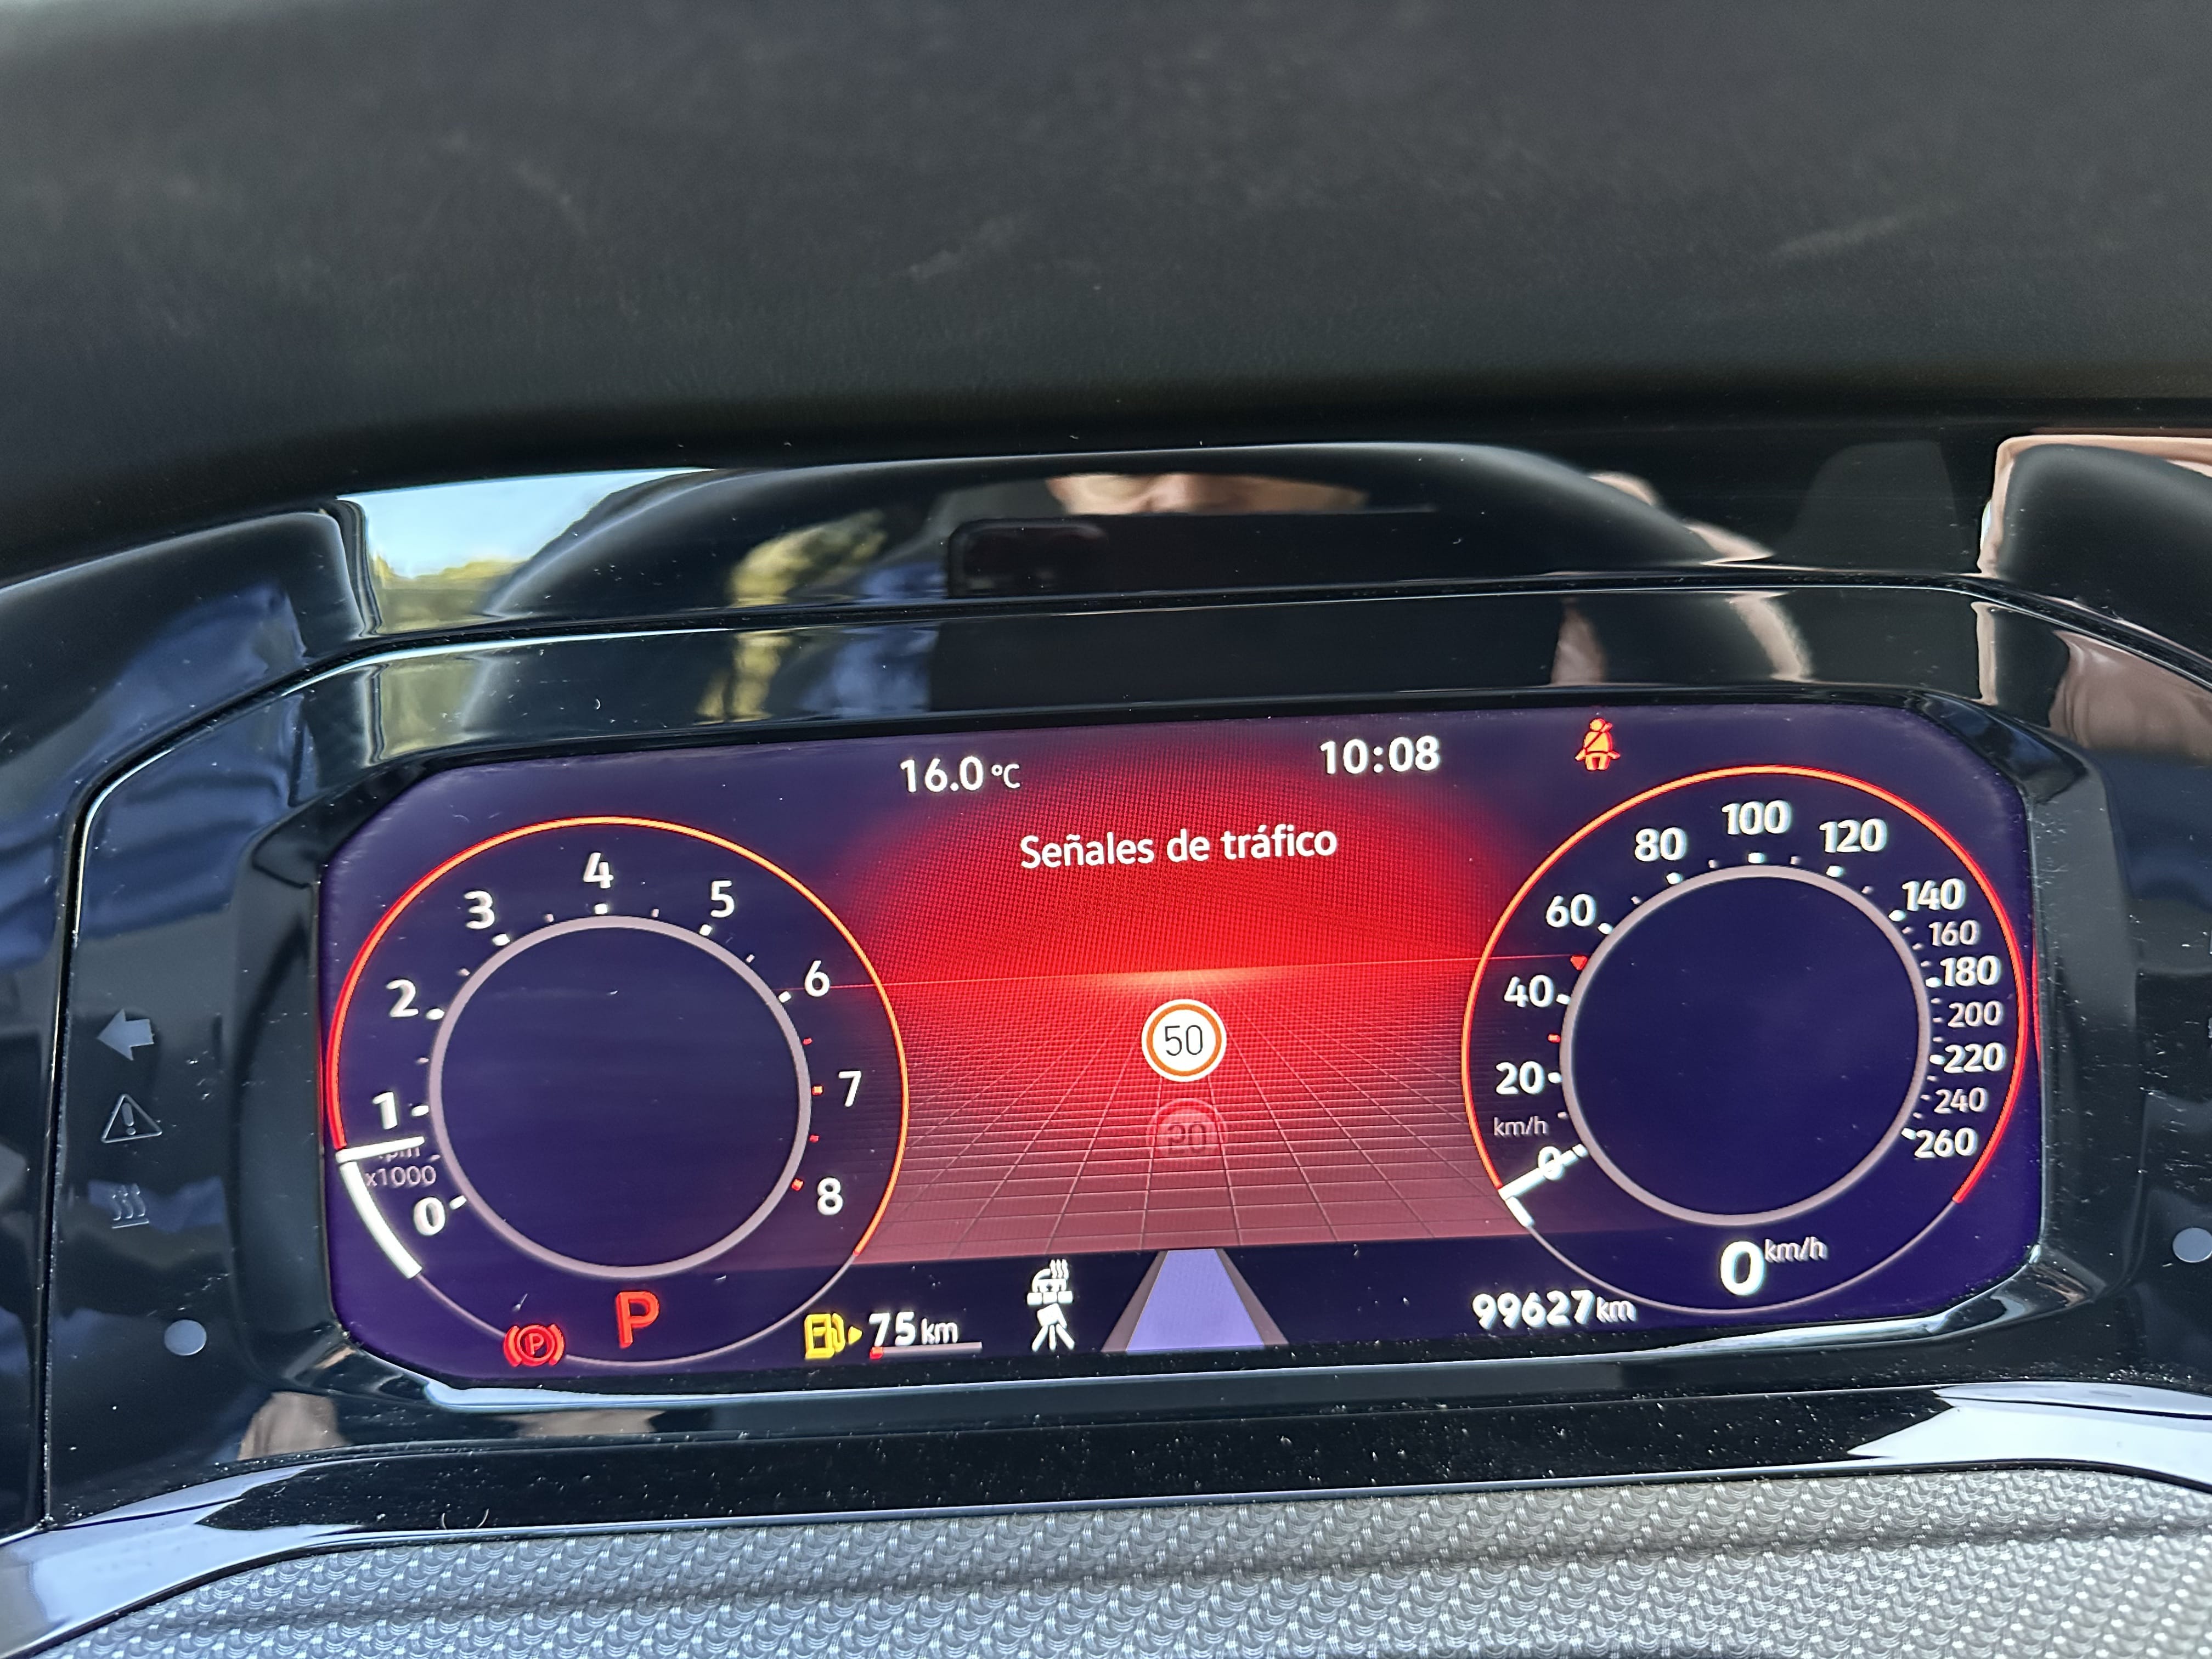 16.0 °C
10:08
Señales de tráfico
0 1 2 3 4 5 6 7 8
x1000
50
0 20 40 60 80 100 120 140 160 180 200 220 240 260
km/h
0 km/h
P
P
75 km
99627 km